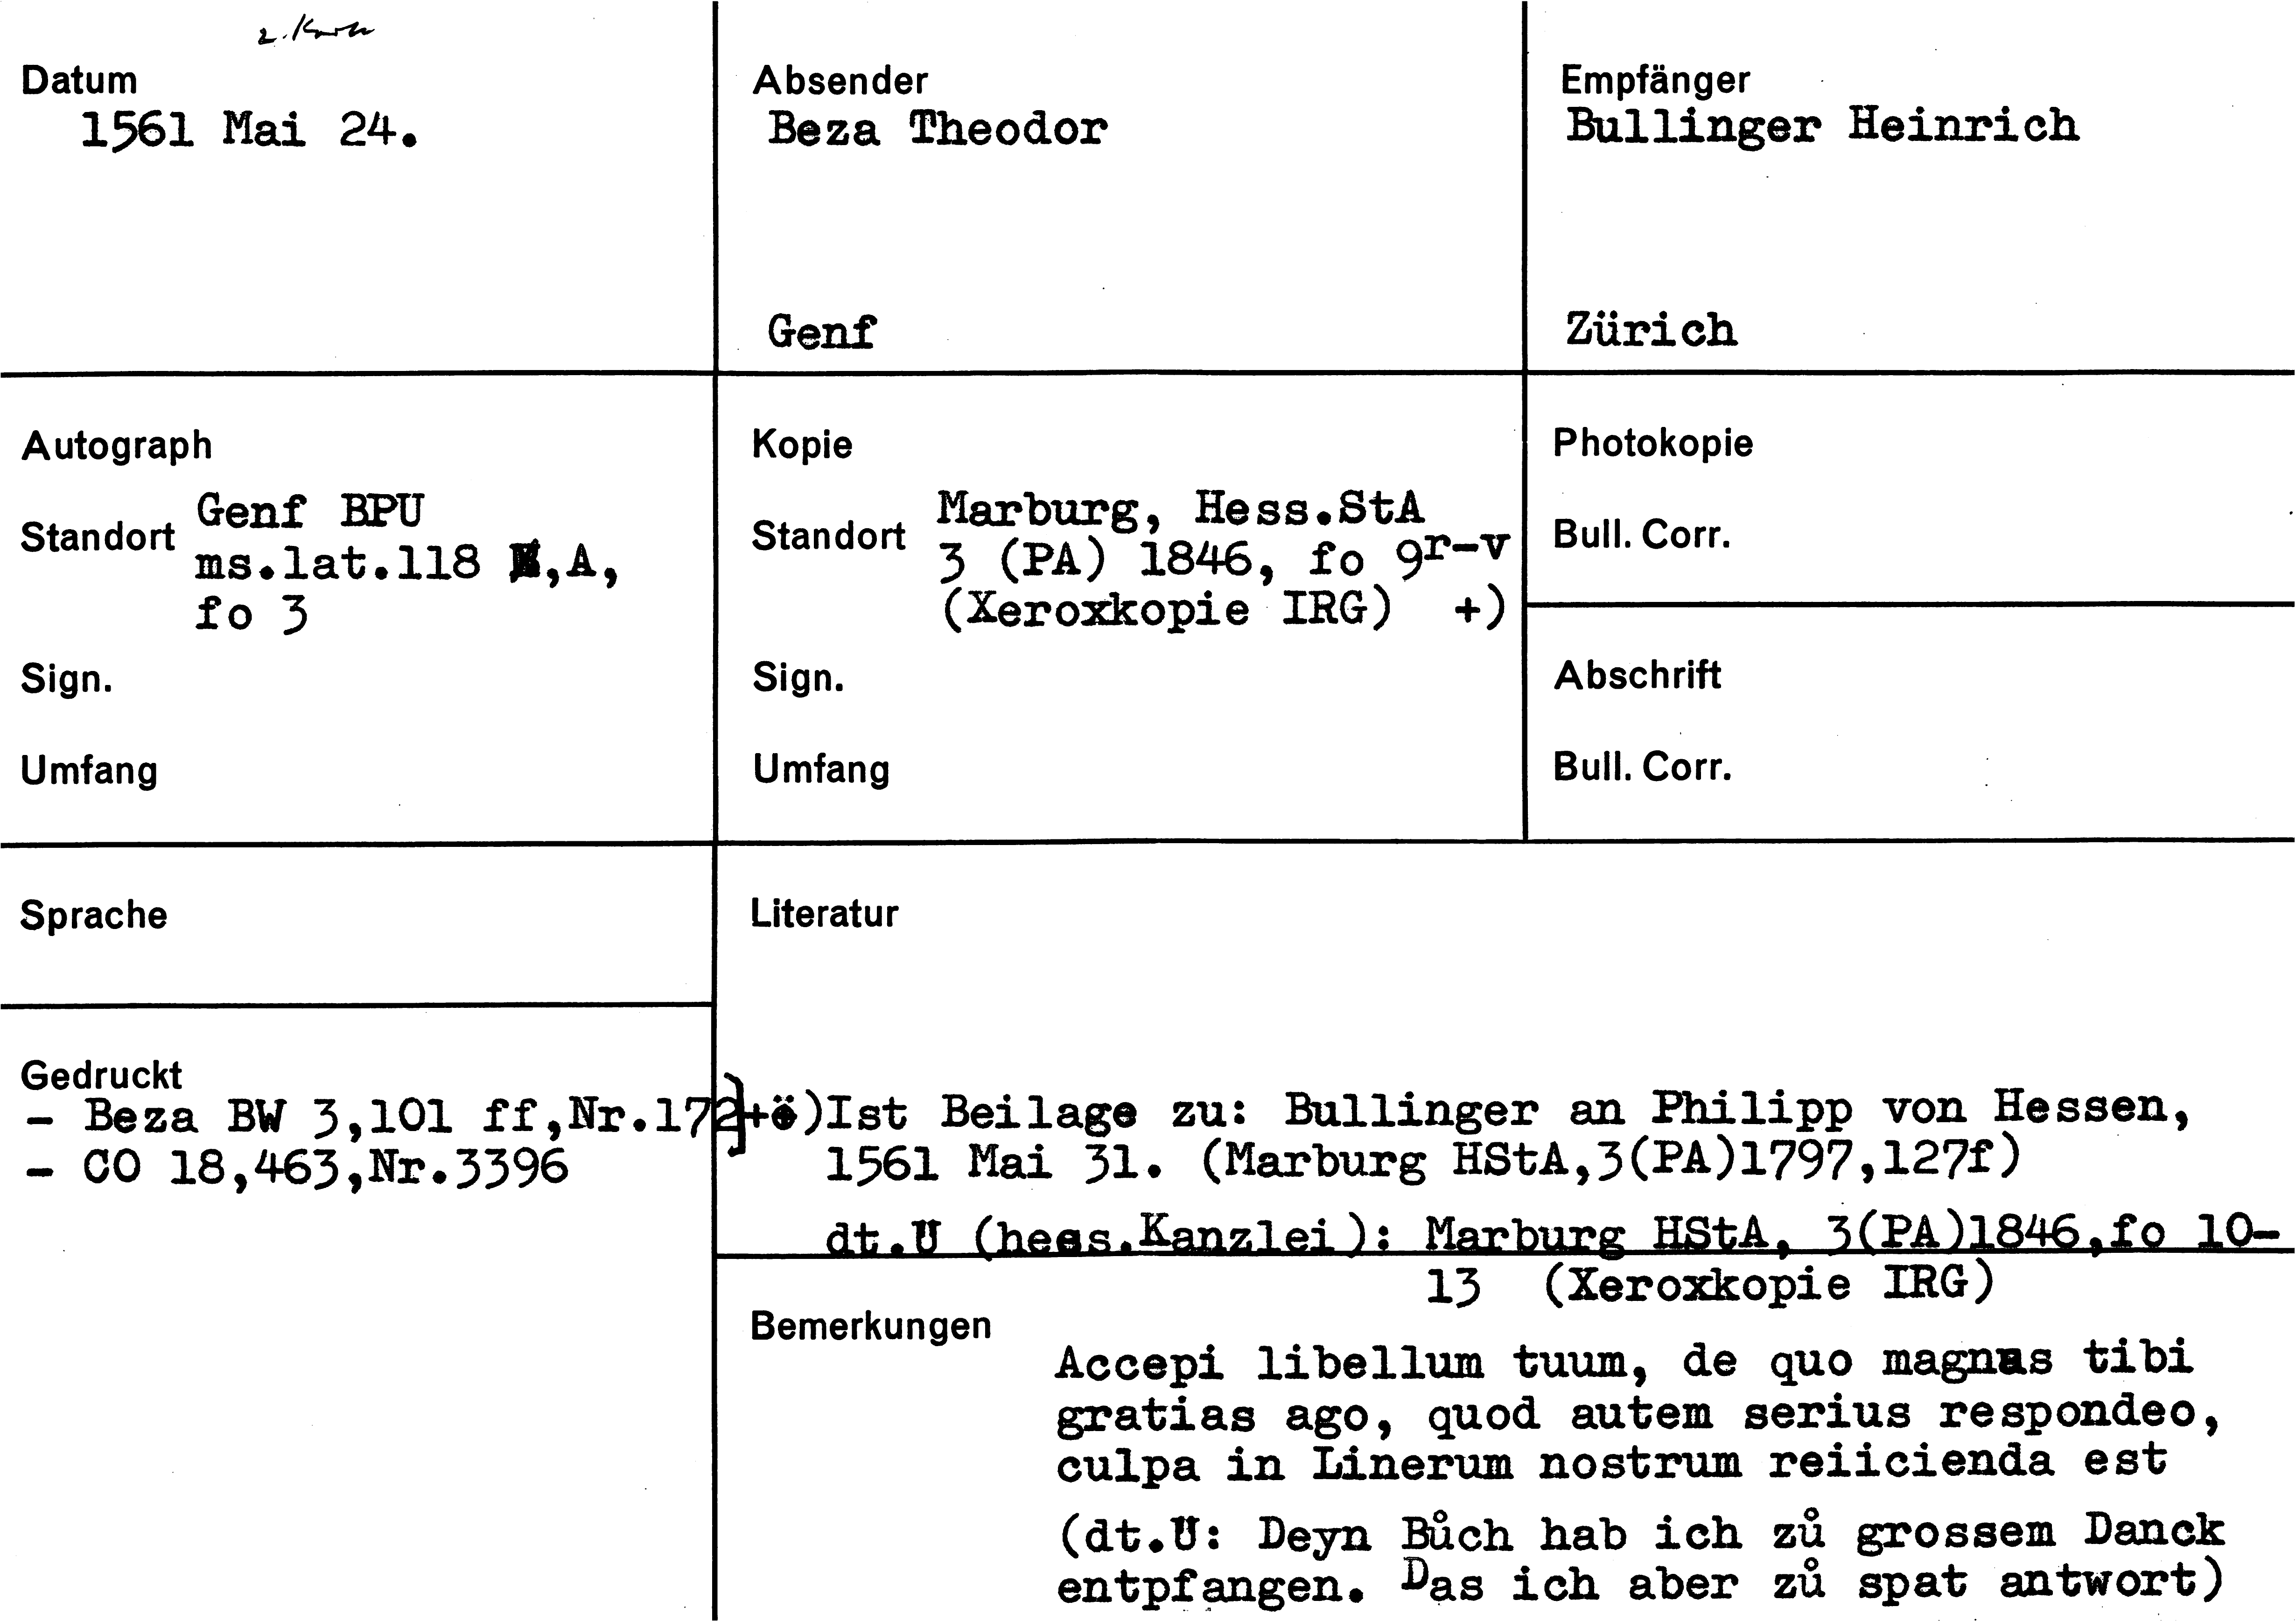 Datum
1561 Mai 24.
Absender
Beza Theodor
Genf
Empfänger
Bullinger Heinrich
Zürich
Autograph
Standort Genf BPU
ms.lat.118 ,A,
fo 3
Sign.
Umfang
Kopie
Standort Marburg, Hess.StA
3 (PA) 1846, fo 9r-v
(Xeroxkopie IRG) +)
Sign.
Umfang
Photokopie
Bull. Corr.
Abschrift
Bull. Corr.
Sprache
Gedruckt
- Beza BW 3,101 ff,Nr.172
- CO 18,463,Nr.3396
Literatur
+)Ist Beilage zu: Bullinger an Philipp von Hessen,
1561 Mai 31. (Marburg HStA,3(PA)1797,127f)
dt.Ü (hess.Kanzlei): Marburg HStA, 3(PA)1846,fo 10-
13 (Xeroxkopie IRG)
Bemerkungen
Accepi libellum tuum, de quo magnas tibi
gratias ago, quod autem serius respondeo,
culpa in Linerum nostrum reiicienda est
(dt.Ü: Deyn Bůch hab ich zů grossem Danck
entpfangen. Das ich aber zů spat antwort)